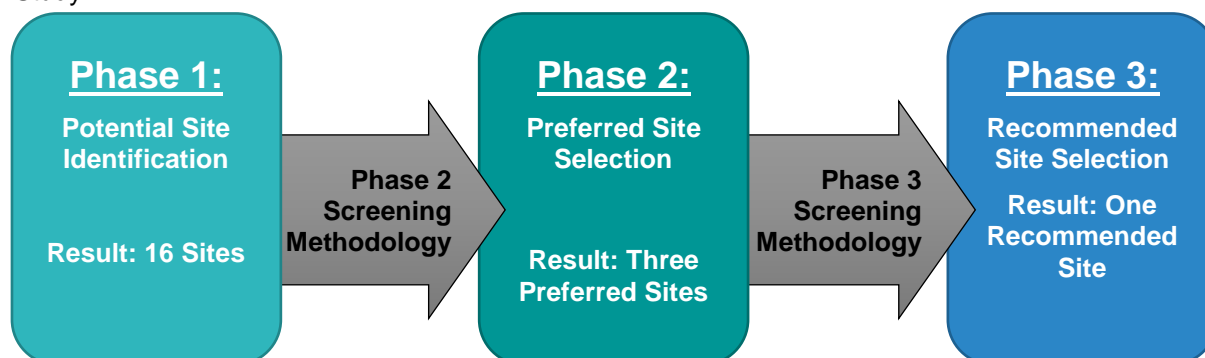 Phase 1:
Potential Site
Identification
Result: 16 Sites
Phase 2
Screening
Methodology
Phase 2:
Preferred Site
Selection
Result: Three
Preferred Sites
Phase 3
Screening
Methodology
Phase 3:
Recommended
Site Selection
Result: One
Recommended
Site